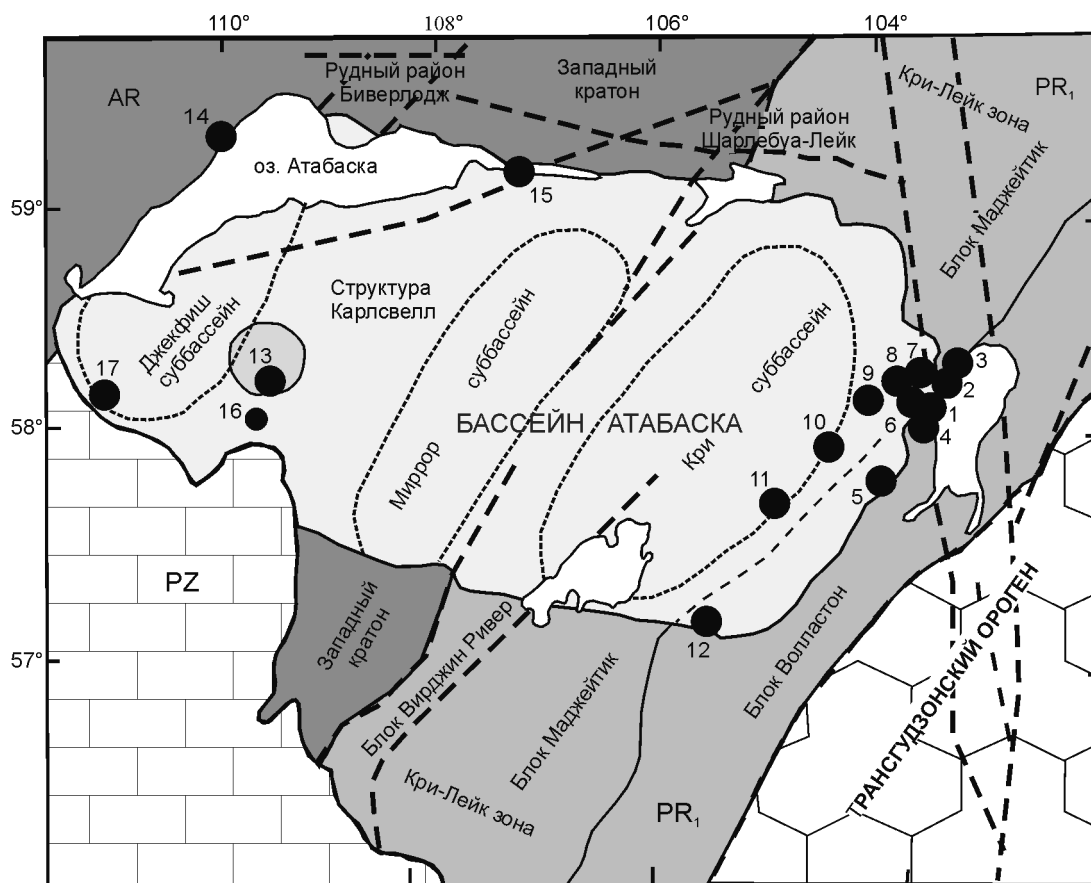 110° 108° 106° 104°
AR
14
Рудный район
Биверлодж
Западный
кратон
Рудный район
Шарлебуа-Лейк
Кри-Лейк зона
PR₁
Блок Маджейтик
оз. Атабаска
15
59°
Структура
Карлсвелл
Джекфиш
суббассейн
13
17
16
суббассейн
Миррор
суббассейн
Кри
БАССЕЙН АТАБАСКА
8
7
3
9
2
6
1
4
10
11
5
12
58°
PZ
57°
Западный
кратон
Блок Вирджин Ривер
Блок Маджейтик
Кри-Лейк зона
PR₁
Блок Волластон
ТРАНСГУДЗОНСКИЙ ОРОГЕН